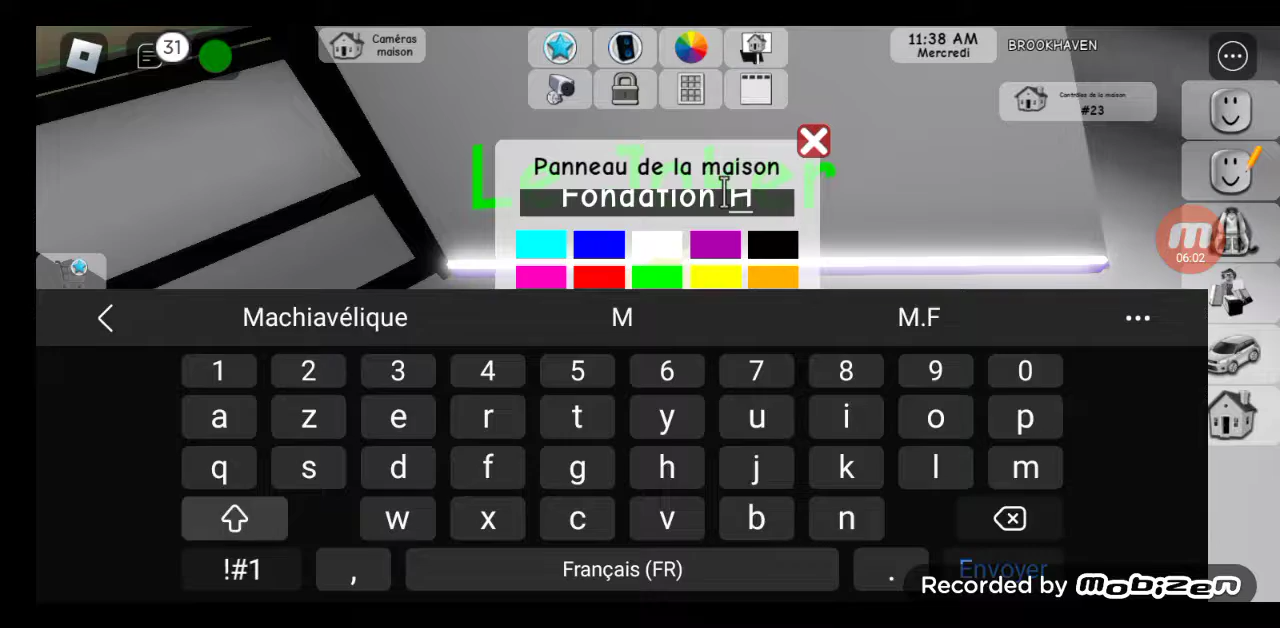 31
Caméras
maison
11:38 AM
Mercredi
BROOKHAVEN
Contrôles de la maison
#23
Panneau de la maison
Le Joker
Fondation H
M
06:02
Machiavélique M M.F
1 2 3 4 5 6 7 8 9 0
a z e r t y u i o p
q s d f g h j k l m
w x c v b n
!#1 , Français (FR) . Envoyer
Recorded by Mobizen